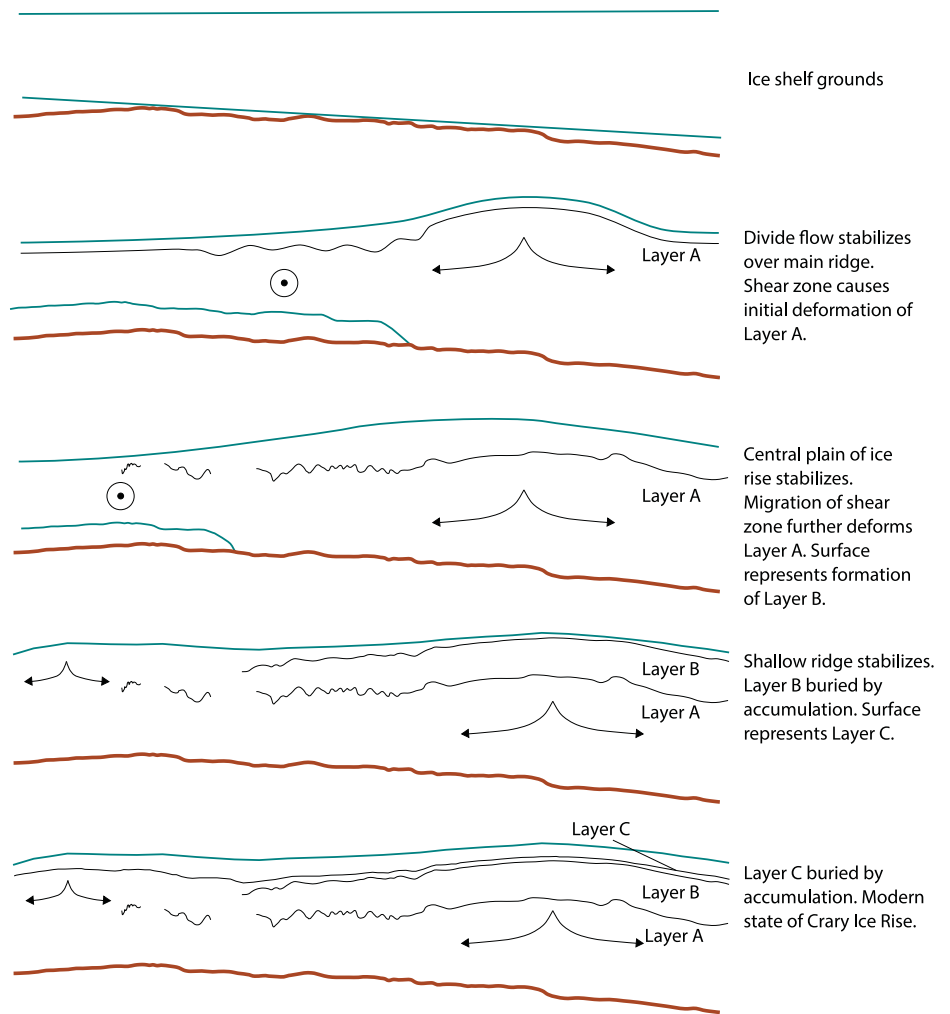 Ice shelf grounds
Layer A
Divide flow stabilizes
over main ridge.
Shear zone causes
initial deformation of
Layer A.
Layer A
Central plain of ice
rise stabilizes.
Migration of shear
zone further deforms
Layer A. Surface
represents formation
of Layer B.
Layer B
Layer A
Shallow ridge stabilizes.
Layer B buried by
accumulation. Surface
represents Layer C.
Layer C
Layer B
Layer A
Layer C buried by
accumulation. Modern
state of Crary Ice Rise.